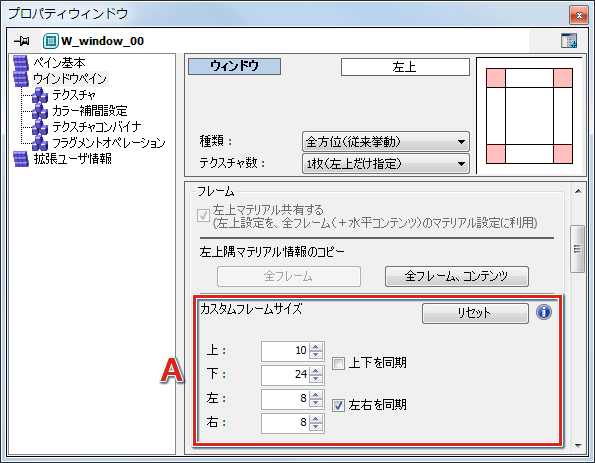 プロパティウィンドウ
W_window_00
ペイン基本
ウインドウペイン
テクスチャ
カラー補間設定
テクスチャコンバイナ
フラグメントオペレーション
拡張ユーザ情報
ウィンドウ
左上
種類：
全方位(従来挙動)
テクスチャ数：
1枚(左上だけ指定)
フレーム
左上マテリアル共有する
(左上設定を、全フレーム(＋水平コンテンツ)のマテリアル設定に利用)
左上隅マテリアル情報のコピー
全フレーム
全フレーム、コンテンツ
カスタムフレームサイズ
リセット
A
上：
10
下：
24
上下を同期
左：
8
右：
8
左右を同期